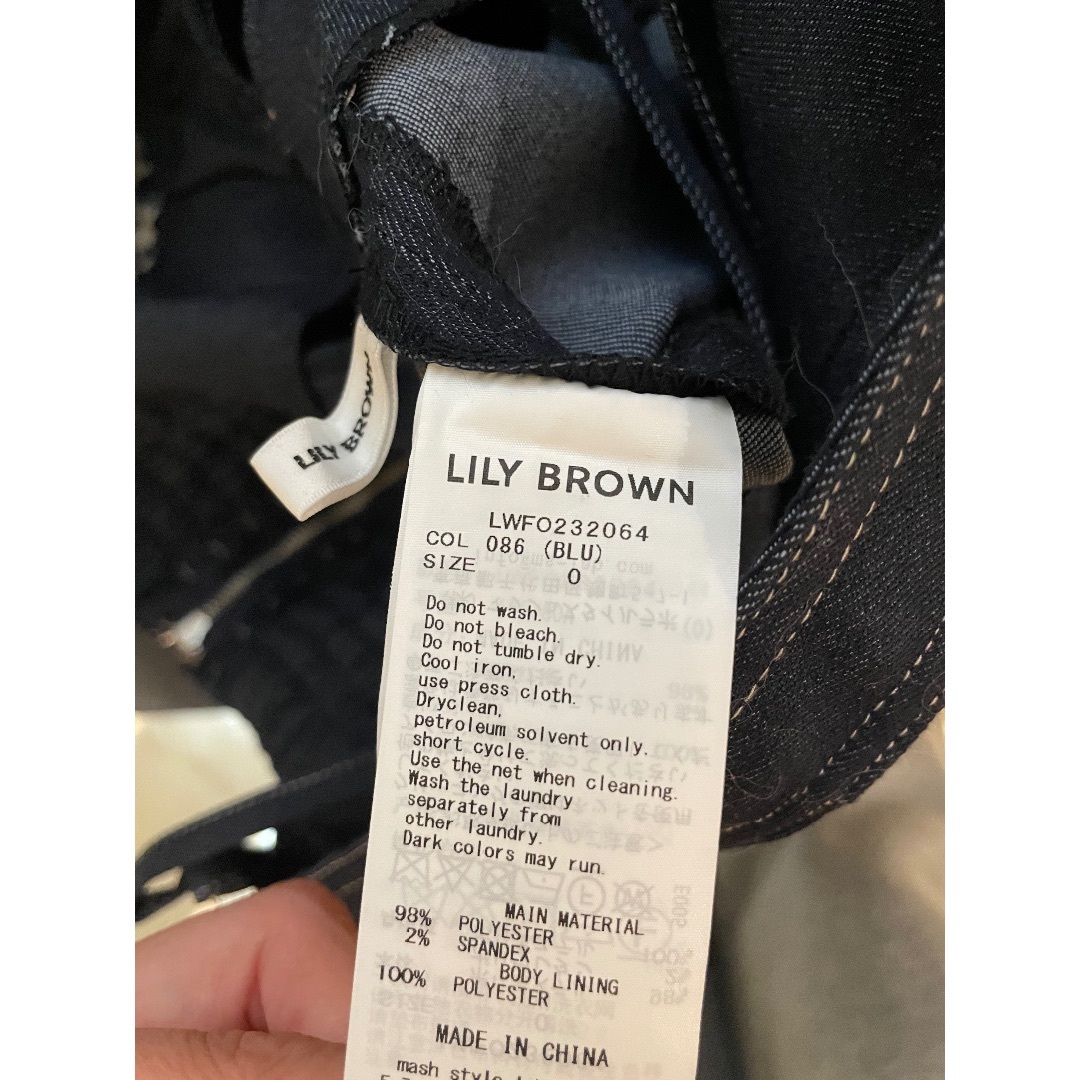 LILY BROWN
LILY BROWN
LWFO232064
COL 086 (BLU)
SIZE 0
Do not wash.
Do not bleach.
Do not tumble dry.
Cool iron,
use press cloth.
Dryclean,
petroleum solvent only.
short cycle.
Use the net when cleaning.
Wash the laundry
separately from
other laundry.
Dark colors may run.
MAIN MATERIAL
98% POLYESTER
2% SPANDEX
BODY LINING
100% POLYESTER
MADE IN CHINA
mash